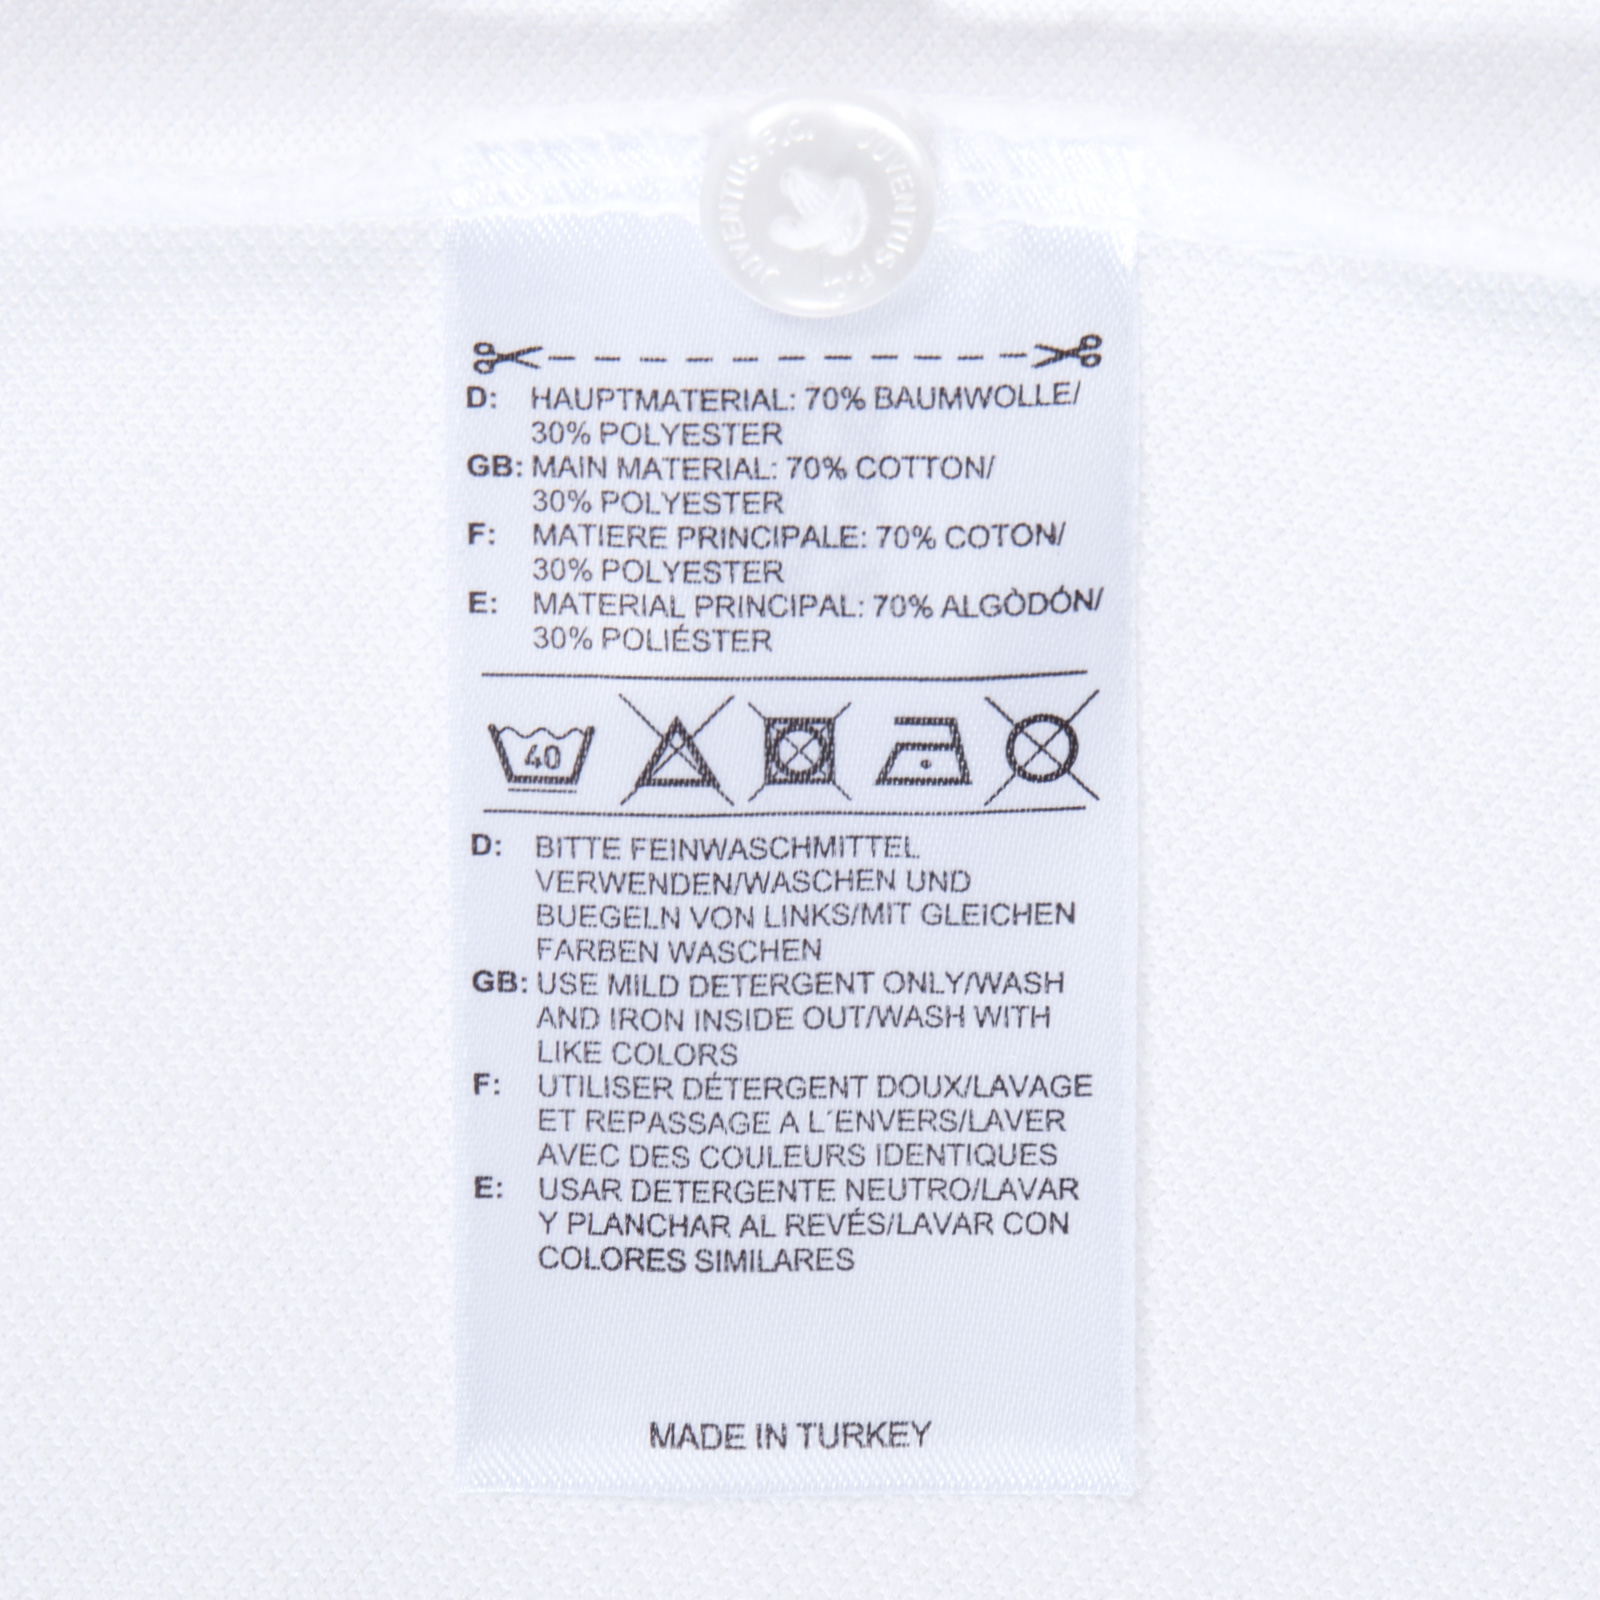 JUVENTUS F.C. JUVENTUS F.C.
D: HAUPTMATERIAL: 70% BAUMWOLLE/
30% POLYESTER
GB: MAIN MATERIAL: 70% COTTON/
30% POLYESTER
F: MATIERE PRINCIPALE: 70% COTON/
30% POLYESTER
E: MATERIAL PRINCIPAL: 70% ALGÒDÓN/
30% POLIÉSTER
40
D: BITTE FEINWASCHMITTEL
VERWENDEN/WASCHEN UND
BUEGELN VON LINKS/MIT GLEICHEN
FARBEN WASCHEN
GB: USE MILD DETERGENT ONLY/WASH
AND IRON INSIDE OUT/WASH WITH
LIKE COLORS
F: UTILISER DÉTERGENT DOUX/LAVAGE
ET REPASSAGE A L´ENVERS/LAVER
AVEC DES COULEURS IDENTIQUES
E: USAR DETERGENTE NEUTRO/LAVAR
Y PLANCHAR AL REVÉS/LAVAR CON
COLORES SIMILARES
MADE IN TURKEY